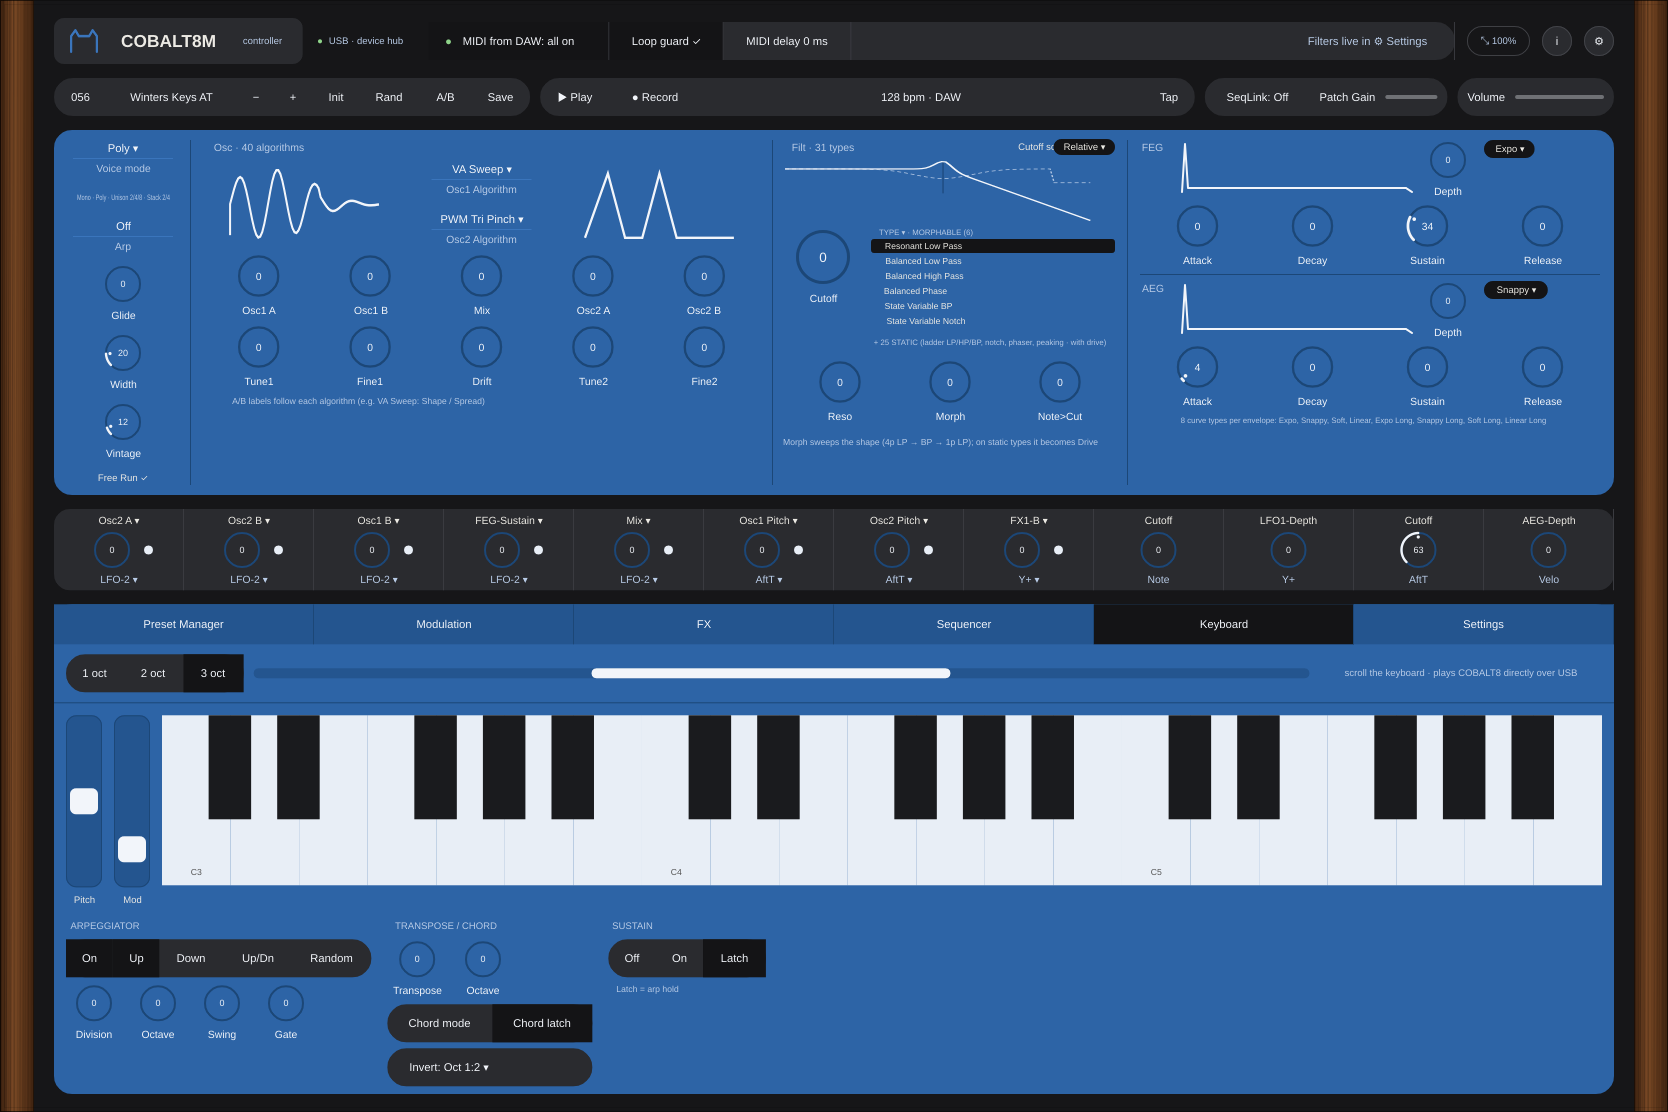 COBALT8M controller ● USB · device hub ● MIDI from DAW: all on Loop guard ✓ MIDI delay 0 ms Filters live in ⚙ Settings ⤡ 100% i ⚙
056 Winters Keys AT − + Init Rand A/B Save ▶ Play ● Record 128 bpm · DAW Tap SeqLink: Off Patch Gain Volume
Poly ▾
Voice mode
Mono · Poly · Unison 2/4/8 · Stack 2/4
Off
Arp
0
Glide
20
Width
12
Vintage
Free Run ✓
Osc · 40 algorithms
VA Sweep ▾
Osc1 Algorithm
PWM Tri Pinch ▾
Osc2 Algorithm
0 0 0 0 0
Osc1 A Osc1 B Mix Osc2 A Osc2 B
0 0 0 0 0
Tune1 Fine1 Drift Tune2 Fine2
A/B labels follow each algorithm (e.g. VA Sweep: Shape / Spread)
Filt · 31 types Cutoff sc Relative ▾
0
Cutoff
TYPE ▾ · MORPHABLE (6)
Resonant Low Pass
Balanced Low Pass
Balanced High Pass
Balanced Phase
State Variable BP
State Variable Notch
+ 25 STATIC (ladder LP/HP/BP, notch, phaser, peaking · with drive)
0 0 0
Reso Morph Note>Cut
Morph sweeps the shape (4p LP → BP → 1p LP); on static types it becomes Drive
FEG 0 Expo ▾
Depth
0 0 34 0
Attack Decay Sustain Release
AEG 0 Snappy ▾
Depth
4 0 0 0
Attack Decay Sustain Release
8 curve types per envelope: Expo, Snappy, Soft, Linear, Expo Long, Snappy Long, Soft Long, Linear Long
Osc2 A ▾ Osc2 B ▾ Osc1 B ▾ FEG-Sustain ▾ Mix ▾ Osc1 Pitch ▾ Osc2 Pitch ▾ FX1-B ▾ Cutoff LFO1-Depth Cutoff AEG-Depth
0 0 0 0 0 0 0 0 0 0 63 0
LFO-2 ▾ LFO-2 ▾ LFO-2 ▾ LFO-2 ▾ LFO-2 ▾ AftT ▾ AftT ▾ Y+ ▾ Note Y+ AftT Velo
Preset Manager Modulation FX Sequencer Keyboard Settings
1 oct 2 oct 3 oct scroll the keyboard · plays COBALT8 directly over USB
C3 C4 C5
Pitch Mod
ARPEGGIATOR
On Up Down Up/Dn Random
0 0 0 0
Division Octave Swing Gate
TRANSPOSE / CHORD
0 0
Transpose Octave
Chord mode Chord latch
Invert: Oct 1:2 ▾
SUSTAIN
Off On Latch
Latch = arp hold